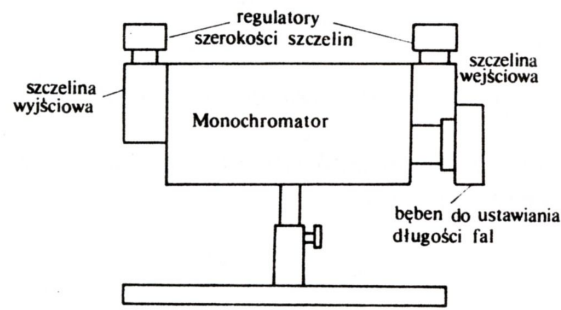 regulatory
szerokości szczelin
szczelina
wyjściowa
szczelina
wejściowa
Monochromator
bęben do ustawiania
długości fal